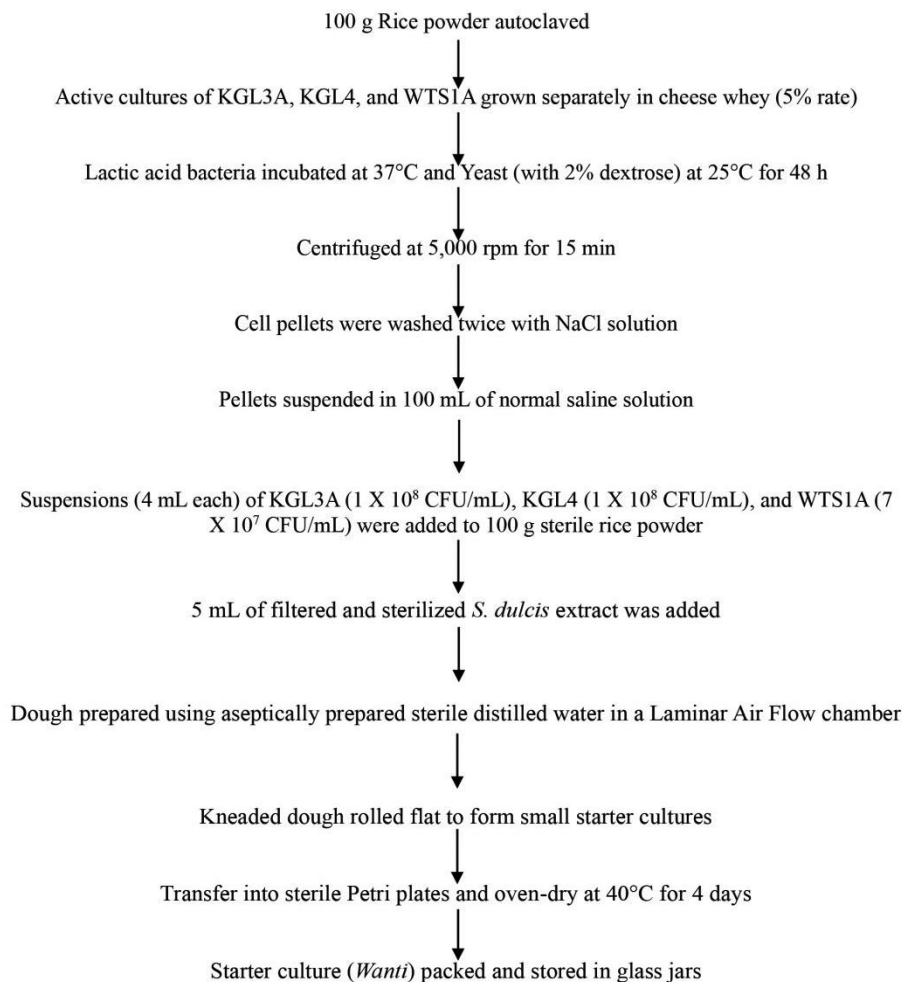 100 g Rice powder autoclaved
Active cultures of KGL3A, KGL4, and WTS1A grown separately in cheese whey (5% rate)
Lactic acid bacteria incubated at 37°C and Yeast (with 2% dextrose) at 25°C for 48 h
Centrifuged at 5,000 rpm for 15 min
Cell pellets were washed twice with NaCl solution
Pellets suspended in 100 mL of normal saline solution
Suspensions (4 mL each) of KGL3A (1 X 10⁸ CFU/mL), KGL4 (1 X 10⁸ CFU/mL), and WTS1A (7
X 10⁷ CFU/mL) were added to 100 g sterile rice powder
5 mL of filtered and sterilized S. dulcis extract was added
Dough prepared using aseptically prepared sterile distilled water in a Laminar Air Flow chamber
Kneaded dough rolled flat to form small starter cultures
Transfer into sterile Petri plates and oven-dry at 40°C for 4 days
Starter culture (Wanti) packed and stored in glass jars